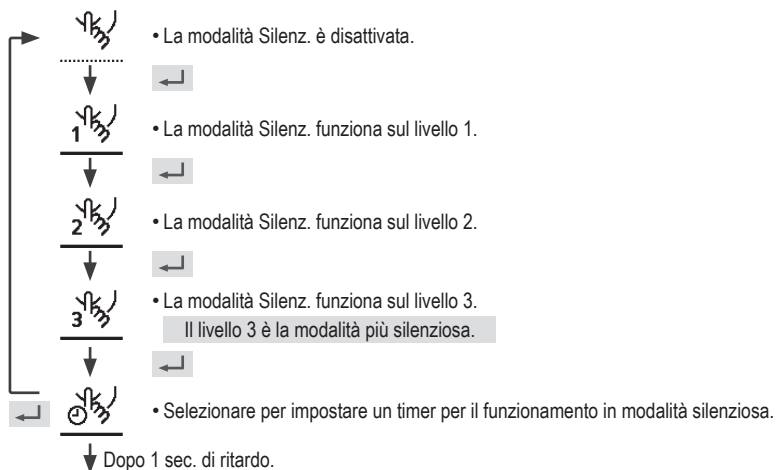 • La modalità Silenz. è disattivata.
1
• La modalità Silenz. funziona sul livello 1.
2
• La modalità Silenz. funziona sul livello 2.
3
• La modalità Silenz. funziona sul livello 3.
Il livello 3 è la modalità più silenziosa.
• Selezionare per impostare un timer per il funzionamento in modalità silenziosa.
Dopo 1 sec. di ritardo.